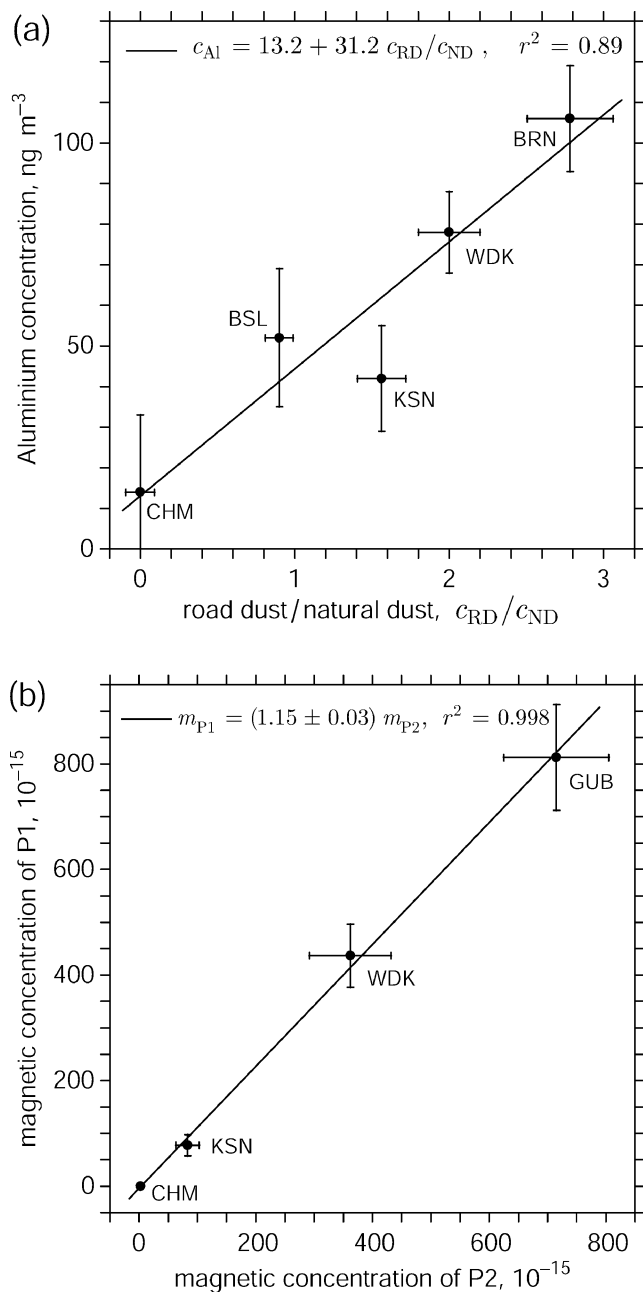 (a)
c_Al = 13.2 + 31.2 c_RD/c_ND , r² = 0.89
Aluminium concentration, ng m⁻³
100
50
0
BRN
WDK
BSL
KSN
CHM
0 1 2 3
road dust/natural dust, c_RD/c_ND
(b)
m_P1 = (1.15 ± 0.03) m_P2, r² = 0.998
magnetic concentration of P1, 10⁻¹⁵
800
600
400
200
0
GUB
WDK
KSN
CHM
0 200 400 600 800
magnetic concentration of P2, 10⁻¹⁵